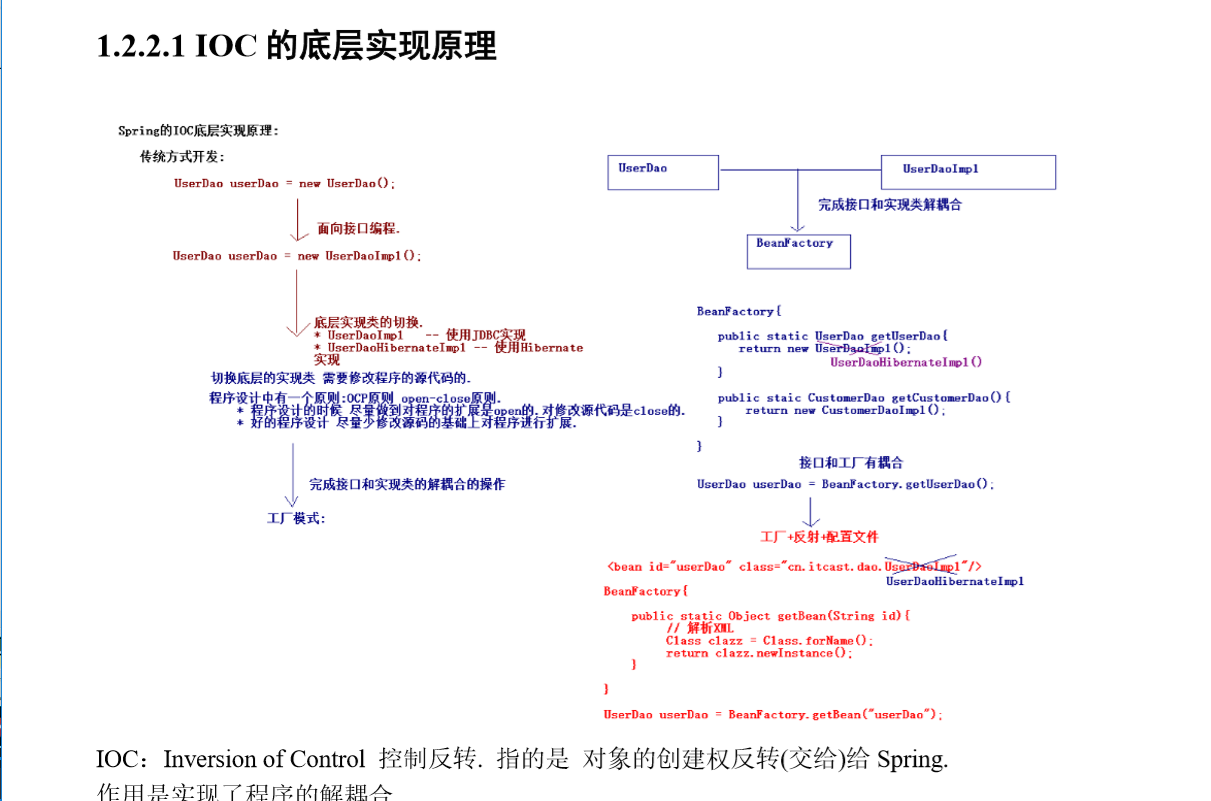 1.2.2.1 IOC 的底层实现原理
Spring的IOC底层实现原理:
传统方式开发:
UserDao userDao = new UserDao();
面向接口编程.
UserDao userDao = new UserDaoImpl();
底层实现类的切换.
* UserDaoImpl -- 使用JDBC实现
* UserDaoHibernateImpl -- 使用Hibernate
实现
切换底层的实现类 需要修改程序的源代码的.
程序设计中有一个原则:OCP原则 open-close原则.
* 程序设计的时候 尽量做到对程序的扩展是open的.对修改源代码是close的.
* 好的程序设计 尽量少修改源码的基础上对程序进行扩展.
完成接口和实现类的解耦合的操作
工厂模式:
UserDao
UserDaoImpl
完成接口和实现类解耦合
BeanFactory
BeanFactory{
public static UserDao getUserDao{
return new UserDaoImpl();
UserDaoHibernateImpl()
}
public staic CustomerDao getCustomerDao(){
return new CustomerDaoImpl();
}
}
接口和工厂有耦合
UserDao userDao = BeanFactory.getUserDao();
工厂+反射+配置文件
<bean id="userDao" class="cn.itcast.dao.UserDaoImpl"/>
UserDaoHibernateImpl
BeanFactory{
public static Object getBean(String id){
// 解析XML
Class clazz = Class.forName();
return clazz.newInstance();
}
}
UserDao userDao = BeanFactory.getBean("userDao");
IOC：Inversion of Control 控制反转. 指的是 对象的创建权反转(交给)给 Spring.
作用是实现了程序的解耦合